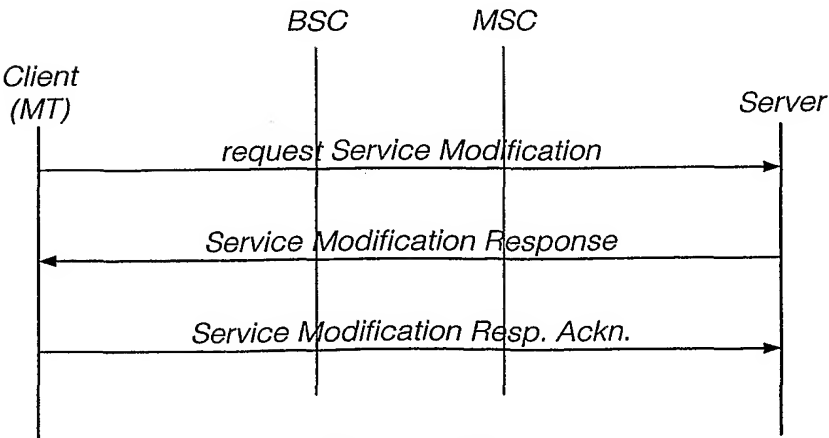 BSC
MSC
Client
(MT)
Server
request Service Modification
Service Modification Response
Service Modification Resp. Ackn.